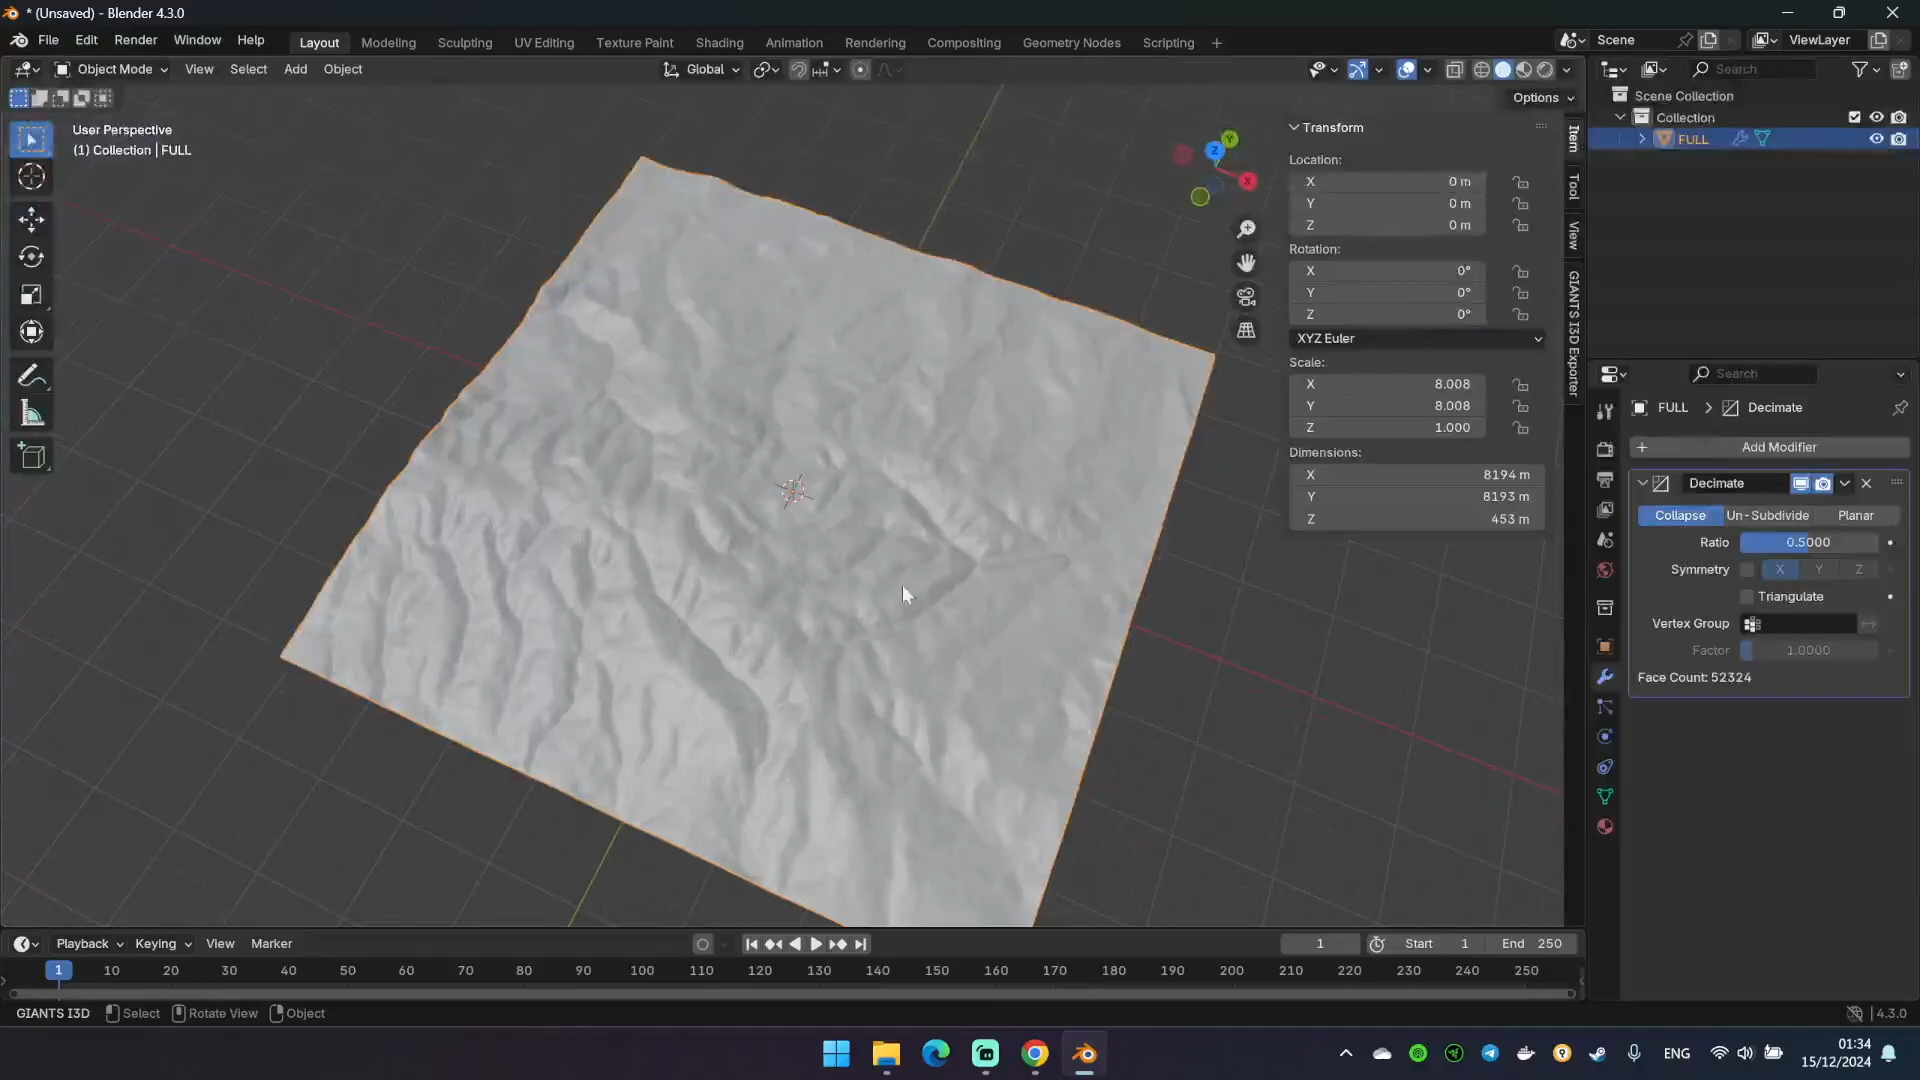 * (Unsaved) - Blender 4.3.0
File Edit Render Window Help
Layout Modeling Sculpting UV Editing Texture Paint Shading Animation Rendering Compositing Geometry Nodes Scripting +
Scene
ViewLayer
Object Mode View Select Add Object
Global
Search
Options
User Perspective
(1) Collection | FULL
Z
Y
X
Transform
Location:
X 0 m
Y 0 m
Z 0 m
Rotation:
X 0°
Y 0°
Z 0°
XYZ Euler
Scale:
X 8.008
Y 8.008
Z 1.000
Dimensions:
X 8194 m
Y 8193 m
Z 453 m
Item
Tool
View
GIANTS I3D Exporter
Scene Collection
Collection
FULL
Search
FULL > Decimate
+ Add Modifier
Decimate
Collapse Un-Subdivide Planar
Ratio 0.5000
Symmetry X Y Z
Triangulate
Vertex Group
Factor 1.0000
Face Count: 52324
Playback Keying View Marker
1 Start 1 End 250
1 10 20 30 40 50 60 70 80 90 100 110 120 130 140 150 160 170 180 190 200 210 220 230 240 250
GIANTS I3D Select Rotate View Object
4.3.0
ENG
01:34
15/12/2024